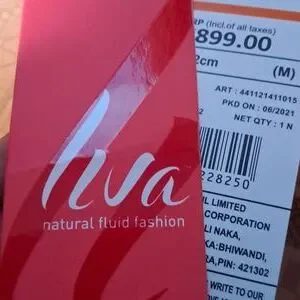 Liva
natural fluid fashion
RP (Incl.of all taxes)
899.00
2cm (M)
ART : 441121411015
PKD ON : 06/2021
NET QTY : 1 N
228250
LIMITED
CORPORATION
LI NAKA,
KA:BHIWANDI,
RA,PIN: 421302
WRITE TO OUR